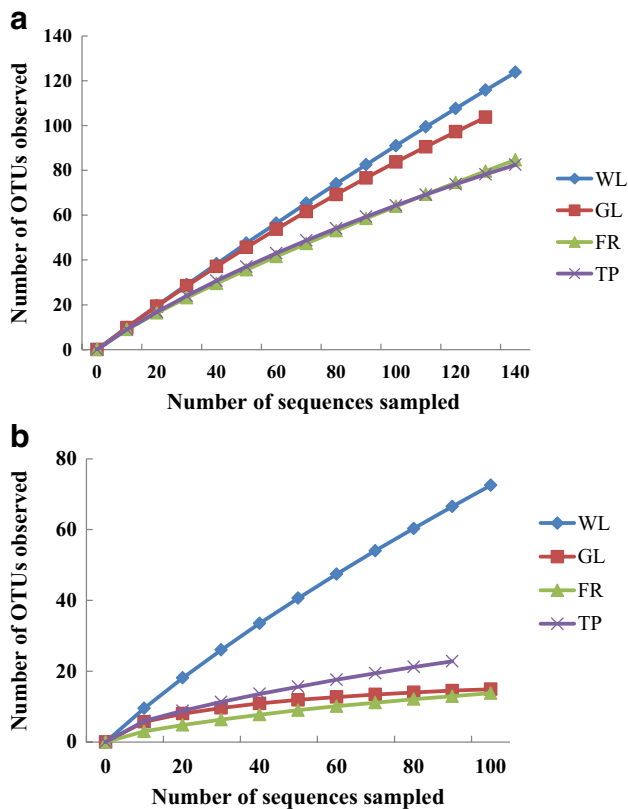 a
Number of OTUs observed
140
120
100
80
60
40
20
0
0 20 40 60 80 100 120 140
Number of sequences sampled
WL
GL
FR
TP
b
Number of OTUs observed
80
60
40
20
0
0 20 40 60 80 100
Number of sequences sampled
WL
GL
FR
TP